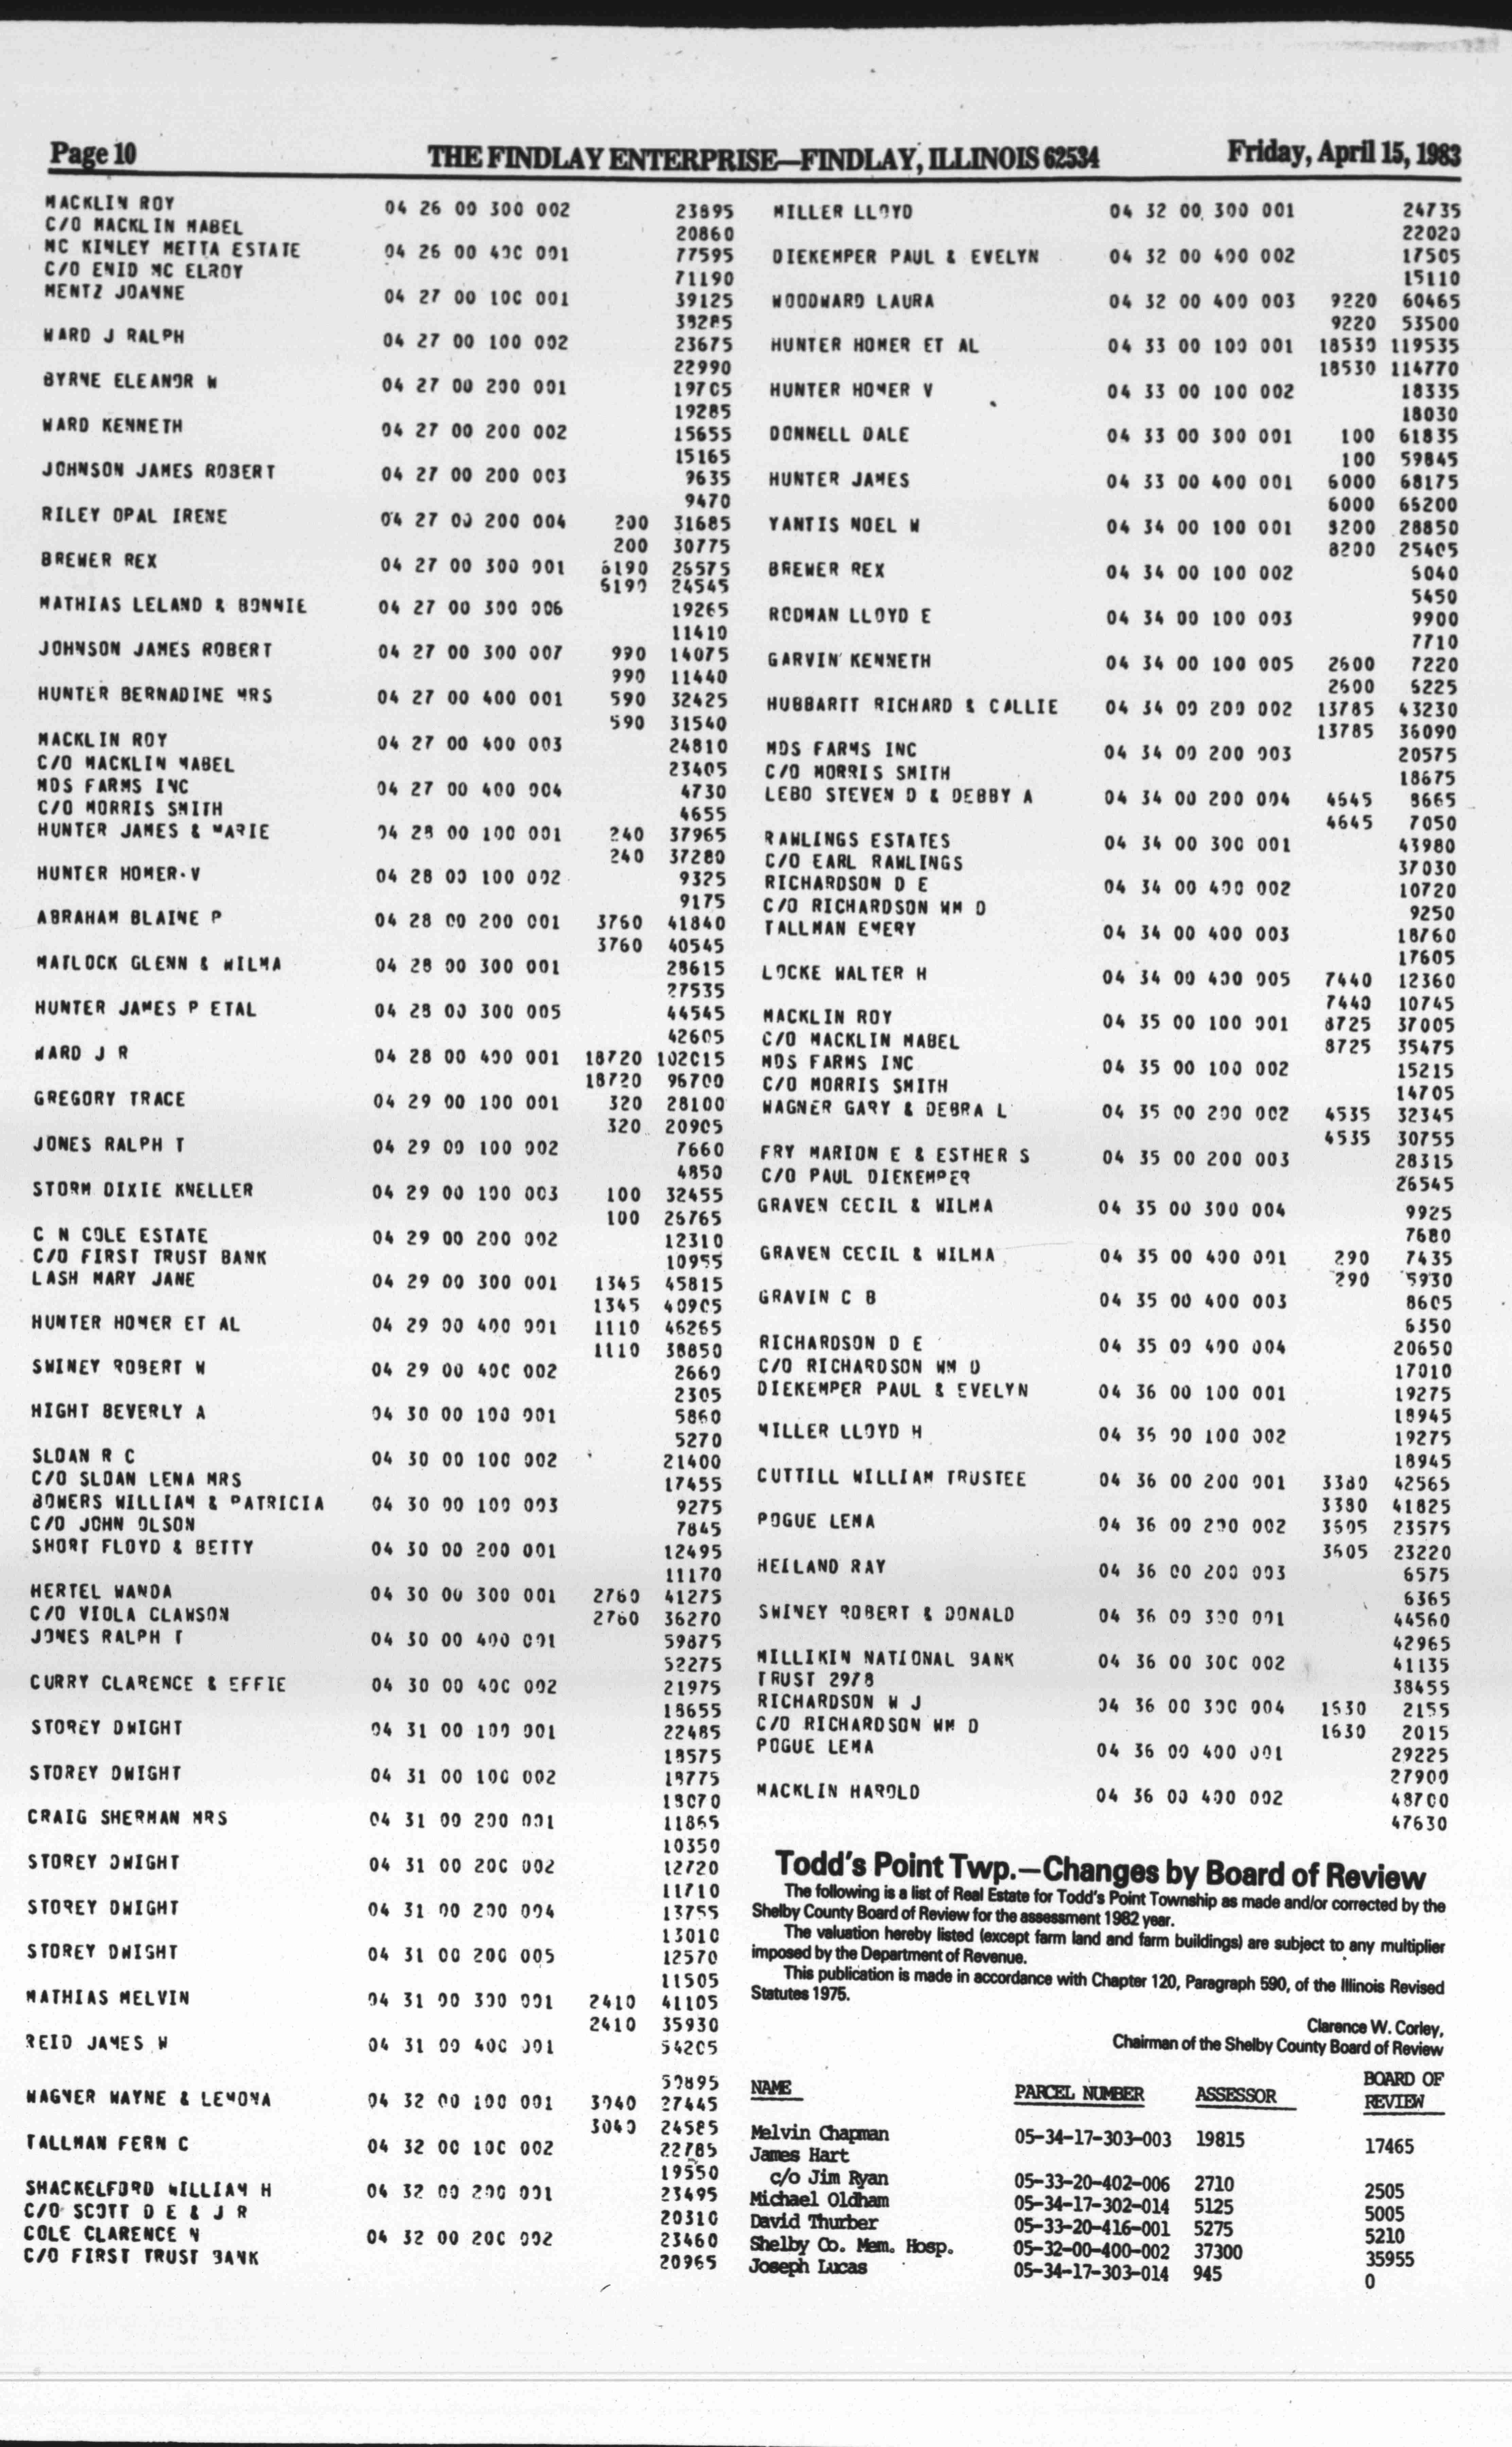 Page 10
THE FINDLAY ENTERPRISE—FINDLAY, ILLINOIS 62534
Friday, April 15, 1983
MACKLIN ROY 04 26 00 300 002 23895
C/O MACKLIN MABEL 20860
MC KINLEY METTA ESTATE 04 26 00 400 001 77595
C/O ENID MC ELROY 71190
MENTZ JOANNE 04 27 00 100 001 39125
38285
WARD J RALPH 04 27 00 100 002 23675
22990
BYRNE ELEANOR W 04 27 00 200 001 19705
19285
WARD KENNETH 04 27 00 200 002 15655
15165
JOHNSON JAMES ROBERT 04 27 00 200 003 9635
9470
RILEY OPAL IRENE 04 27 00 200 004 200 31685
200 30775
BREWER REX 04 27 00 300 001 6190 26575
6190 24545
MATHIAS LELAND & BONNIE 04 27 00 300 006 19265
11410
JOHNSON JAMES ROBERT 04 27 00 300 007 990 14075
990 11440
HUNTER BERNADINE MRS 04 27 00 400 001 590 32425
590 31540
MACKLIN ROY 04 27 00 400 003 24810
C/O MACKLIN MABEL 23405
MDS FARMS INC 04 27 00 400 004 4730
C/O MORRIS SMITH 4655
HUNTER JAMES & MARIE 04 28 00 100 001 240 37965
240 37280
HUNTER HOMER V 04 28 00 100 002 9325
9175
ABRAHAM BLAINE P 04 28 00 200 001 3760 41840
3760 40545
MATLOCK GLENN & WILMA 04 28 00 300 001 28615
27535
HUNTER JAMES P ETAL 04 28 00 300 005 44545
42605
WARD J R 04 28 00 400 001 18720 102015
18720 96700
GREGORY TRACE 04 29 00 100 001 320 28100
320 20905
JONES RALPH T 04 29 00 100 002 7660
4850
STORM DIXIE KNELLER 04 29 00 100 003 100 32455
100 26765
C N COLE ESTATE 04 29 00 200 002 12310
C/O FIRST TRUST BANK 10955
LASH MARY JANE 04 29 00 300 001 1345 45815
1345 40905
HUNTER HOMER ET AL 04 29 00 400 001 1110 46265
1110 38850
SWINEY ROBERT W 04 29 00 400 002 2660
2305
HIGHT BEVERLY A 04 30 00 100 001 5860
5270
SLOAN R C 04 30 00 100 002 21400
C/O SLOAN LENA MRS 17455
BOWERS WILLIAM & PATRICIA 04 30 00 100 003 9275
C/O JOHN OLSON 7845
SHORT FLOYD & BETTY 04 30 00 200 001 12495
11170
HERTEL WANDA 04 30 00 300 001 2760 41275
C/O VIOLA CLAWSON 2760 36270
JONES RALPH T 04 30 00 400 001 59875
52275
CURRY CLARENCE & EFFIE 04 30 00 400 002 21975
18655
STOREY DWIGHT 04 31 00 100 001 22485
18575
STOREY DWIGHT 04 31 00 100 002 18775
18070
CRAIG SHERMAN MRS 04 31 00 200 001 11865
10350
STOREY DWIGHT 04 31 00 200 002 12720
11710
STOREY DWIGHT 04 31 00 200 004 13755
13010
STOREY DWIGHT 04 31 00 200 005 12570
11505
MATHIAS MELVIN 04 31 00 300 001 2410 41105
2410 35930
REID JAMES W 04 31 00 400 001 54205
50895
WAGNER WAYNE & LEMONA 04 32 00 100 001 3040 27445
3040 24585
TALLMAN FERN C 04 32 00 100 002 22785
19550
SHACKELFORD WILLIAM H 04 32 00 200 001 23495
C/O SCOTT D E & J R 20310
COLE CLARENCE N 04 32 00 200 002 23460
C/O FIRST TRUST BANK 20965
MILLER LLOYD 04 32 00 300 001 24735
22020
DIEKEMPER PAUL & EVELYN 04 32 00 400 002 17505
15110
WOODWARD LAURA 04 32 00 400 003 9220 60465
9220 53500
HUNTER HOMER ET AL 04 33 00 100 001 18530 119535
18530 114770
HUNTER HOMER V 04 33 00 100 002 18335
18030
DONNELL DALE 04 33 00 300 001 100 61835
100 59845
HUNTER JAMES 04 33 00 400 001 6000 68175
6000 65200
YANTIS NOEL W 04 34 00 100 001 8200 28850
8200 25405
BREWER REX 04 34 00 100 002 5040
5450
RODMAN LLOYD E 04 34 00 100 003 9900
7710
GARVIN KENNETH 04 34 00 100 005 2600 7220
2600 5225
HUBBARTT RICHARD & CALLIE 04 34 00 200 002 13785 43230
13785 36090
MDS FARMS INC 04 34 00 200 003 20575
C/O MORRIS SMITH 18675
LEBO STEVEN D & DEBBY A 04 34 00 200 004 4645 8665
4645 7050
RAWLINGS ESTATES 04 34 00 300 001 43980
C/O EARL RAWLINGS 37030
RICHARDSON D E 04 34 00 400 002 10720
C/O RICHARDSON WM D 9250
TALLMAN EMERY 04 34 00 400 003 18760
17605
LOCKE WALTER H 04 34 00 400 005 7440 12360
7440 10745
MACKLIN ROY 04 35 00 100 001 8725 37005
C/O MACKLIN MABEL 8725 35475
MDS FARMS INC 04 35 00 100 002 15215
C/O MORRIS SMITH 14705
WAGNER GARY & DEBRA L 04 35 00 200 002 4535 32345
4535 30755
FRY MARION E & ESTHER S 04 35 00 200 003 28315
C/O PAUL DIEKEMPER 26545
GRAVEN CECIL & WILMA 04 35 00 300 004 9925
7680
GRAVEN CECIL & WILMA 04 35 00 400 001 290 7435
290 5930
GRAVIN C B 04 35 00 400 003 8605
6350
RICHARDSON D E 04 35 00 400 004 20650
C/O RICHARDSON WM D 17010
DIEKEMPER PAUL & EVELYN 04 36 00 100 001 19275
18945
MILLER LLOYD H 04 36 00 100 002 19275
18945
CUTTILL WILLIAM TRUSTEE 04 36 00 200 001 3380 42565
3380 41825
POGUE LEMA 04 36 00 200 002 3605 23575
3605 23220
HEILAND RAY 04 36 00 200 003 6575
6365
SWINEY ROBERT & DONALD 04 36 00 300 001 44560
42965
MILLIKIN NATIONAL BANK 04 36 00 300 002 41135
TRUST 2978 38455
RICHARDSON W J 04 36 00 300 004 1630 2155
C/O RICHARDSON WM D 1630 2015
POGUE LEMA 04 36 00 400 001 29225
27900
MACKLIN HAROLD 04 36 00 400 002 48700
47630
Todd's Point Twp.—Changes by Board of Review
The following is a list of Real Estate for Todd's Point Township as made and/or corrected by the
Shelby County Board of Review for the assessment 1982 year.
The valuation hereby listed (except farm land and farm buildings) are subject to any multiplier
imposed by the Department of Revenue.
This publication is made in accordance with Chapter 120, Paragraph 590, of the Illinois Revised
Statutes 1975.
Clarence W. Corley,
Chairman of the Shelby County Board of Review
NAME PARCEL NUMBER ASSESSOR BOARD OF REVIEW
Melvin Chapman 05-34-17-303-003 19815 17465
James Hart
c/o Jim Ryan 05-33-20-402-006 2710 2505
Michael Oldham 05-34-17-302-014 5125 5005
David Thurber 05-33-20-416-001 5275 5210
Shelby Co. Mem. Hosp. 05-32-00-400-002 37300 35955
Joseph Lucas 05-34-17-303-014 945 0